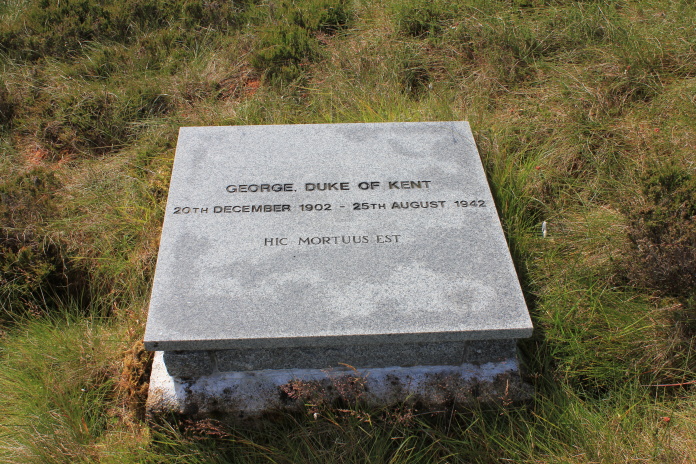 GEORGE, DUKE OF KENT
20TH DECEMBER 1902 - 25TH AUGUST 1942
HIC MORTUUS EST